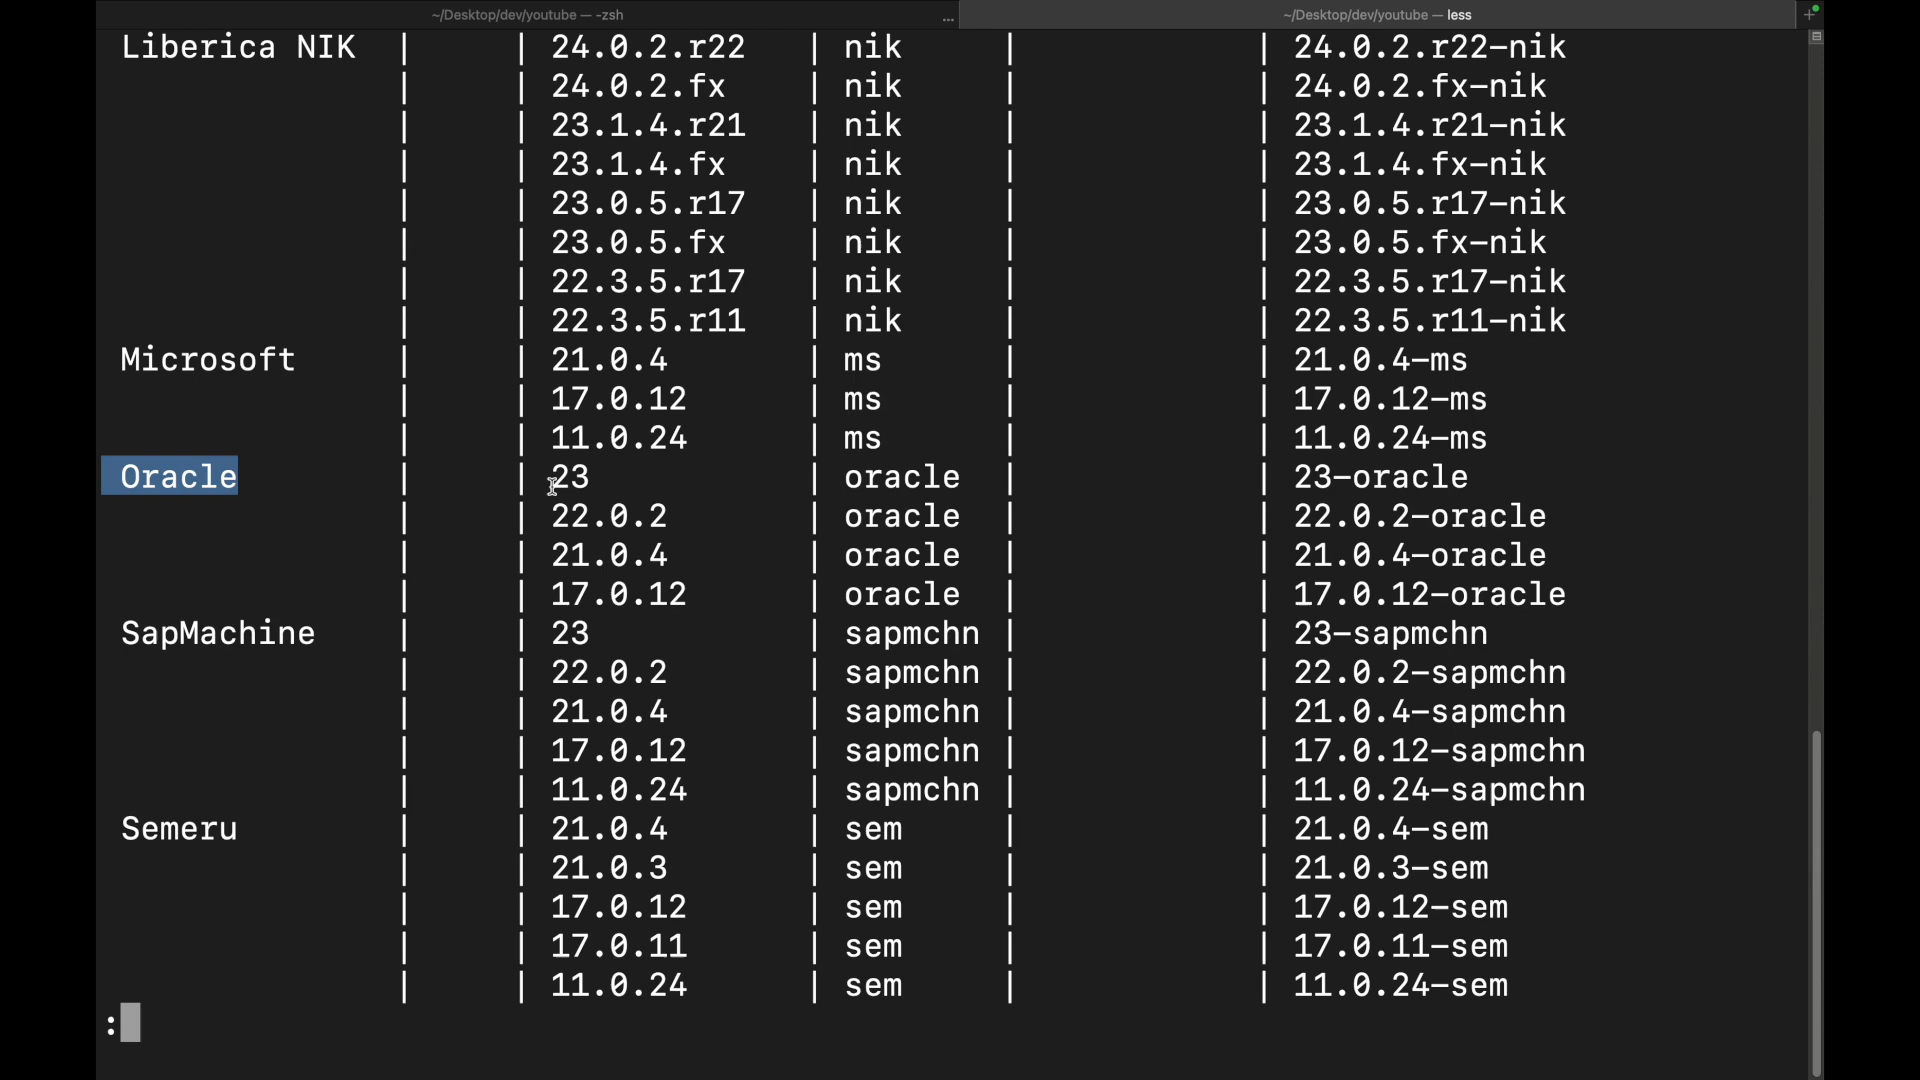 ~/Desktop/dev/youtube — -zsh ... ~/Desktop/dev/youtube — less +
Liberica NIK | | 24.0.2.r22 | nik | | 24.0.2.r22-nik
| | 24.0.2.fx | nik | | 24.0.2.fx-nik
| | 23.1.4.r21 | nik | | 23.1.4.r21-nik
| | 23.1.4.fx | nik | | 23.1.4.fx-nik
| | 23.0.5.r17 | nik | | 23.0.5.r17-nik
| | 23.0.5.fx | nik | | 23.0.5.fx-nik
| | 22.3.5.r17 | nik | | 22.3.5.r17-nik
| | 22.3.5.r11 | nik | | 22.3.5.r11-nik
Microsoft | | 21.0.4 | ms | | 21.0.4-ms
| | 17.0.12 | ms | | 17.0.12-ms
| | 11.0.24 | ms | | 11.0.24-ms
Oracle | | 23 | oracle | | 23-oracle
| | 22.0.2 | oracle | | 22.0.2-oracle
| | 21.0.4 | oracle | | 21.0.4-oracle
| | 17.0.12 | oracle | | 17.0.12-oracle
SapMachine | | 23 | sapmchn | | 23-sapmchn
| | 22.0.2 | sapmchn | | 22.0.2-sapmchn
| | 21.0.4 | sapmchn | | 21.0.4-sapmchn
| | 17.0.12 | sapmchn | | 17.0.12-sapmchn
| | 11.0.24 | sapmchn | | 11.0.24-sapmchn
Semeru | | 21.0.4 | sem | | 21.0.4-sem
| | 21.0.3 | sem | | 21.0.3-sem
| | 17.0.12 | sem | | 17.0.12-sem
| | 17.0.11 | sem | | 17.0.11-sem
| | 11.0.24 | sem | | 11.0.24-sem
: